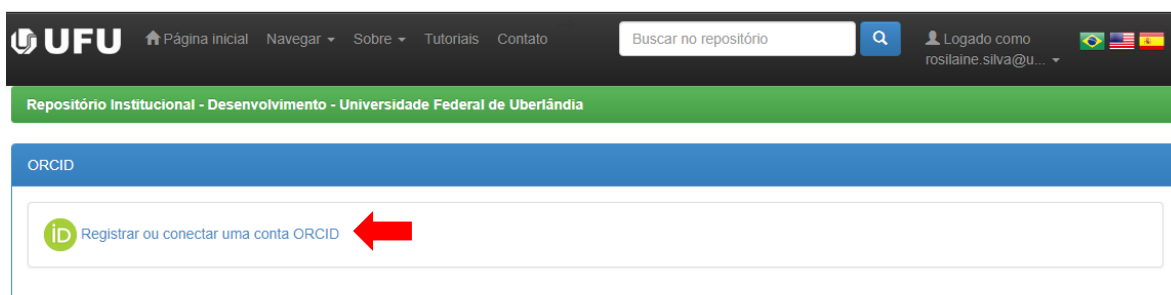 UFU Página inicial Navegar Sobre Tutoriais Contato Buscar no repositório Logado como
rosilaine.silva@u...
Repositório Institucional - Desenvolvimento - Universidade Federal de Uberlândia
ORCID
iD Registrar ou conectar uma conta ORCID